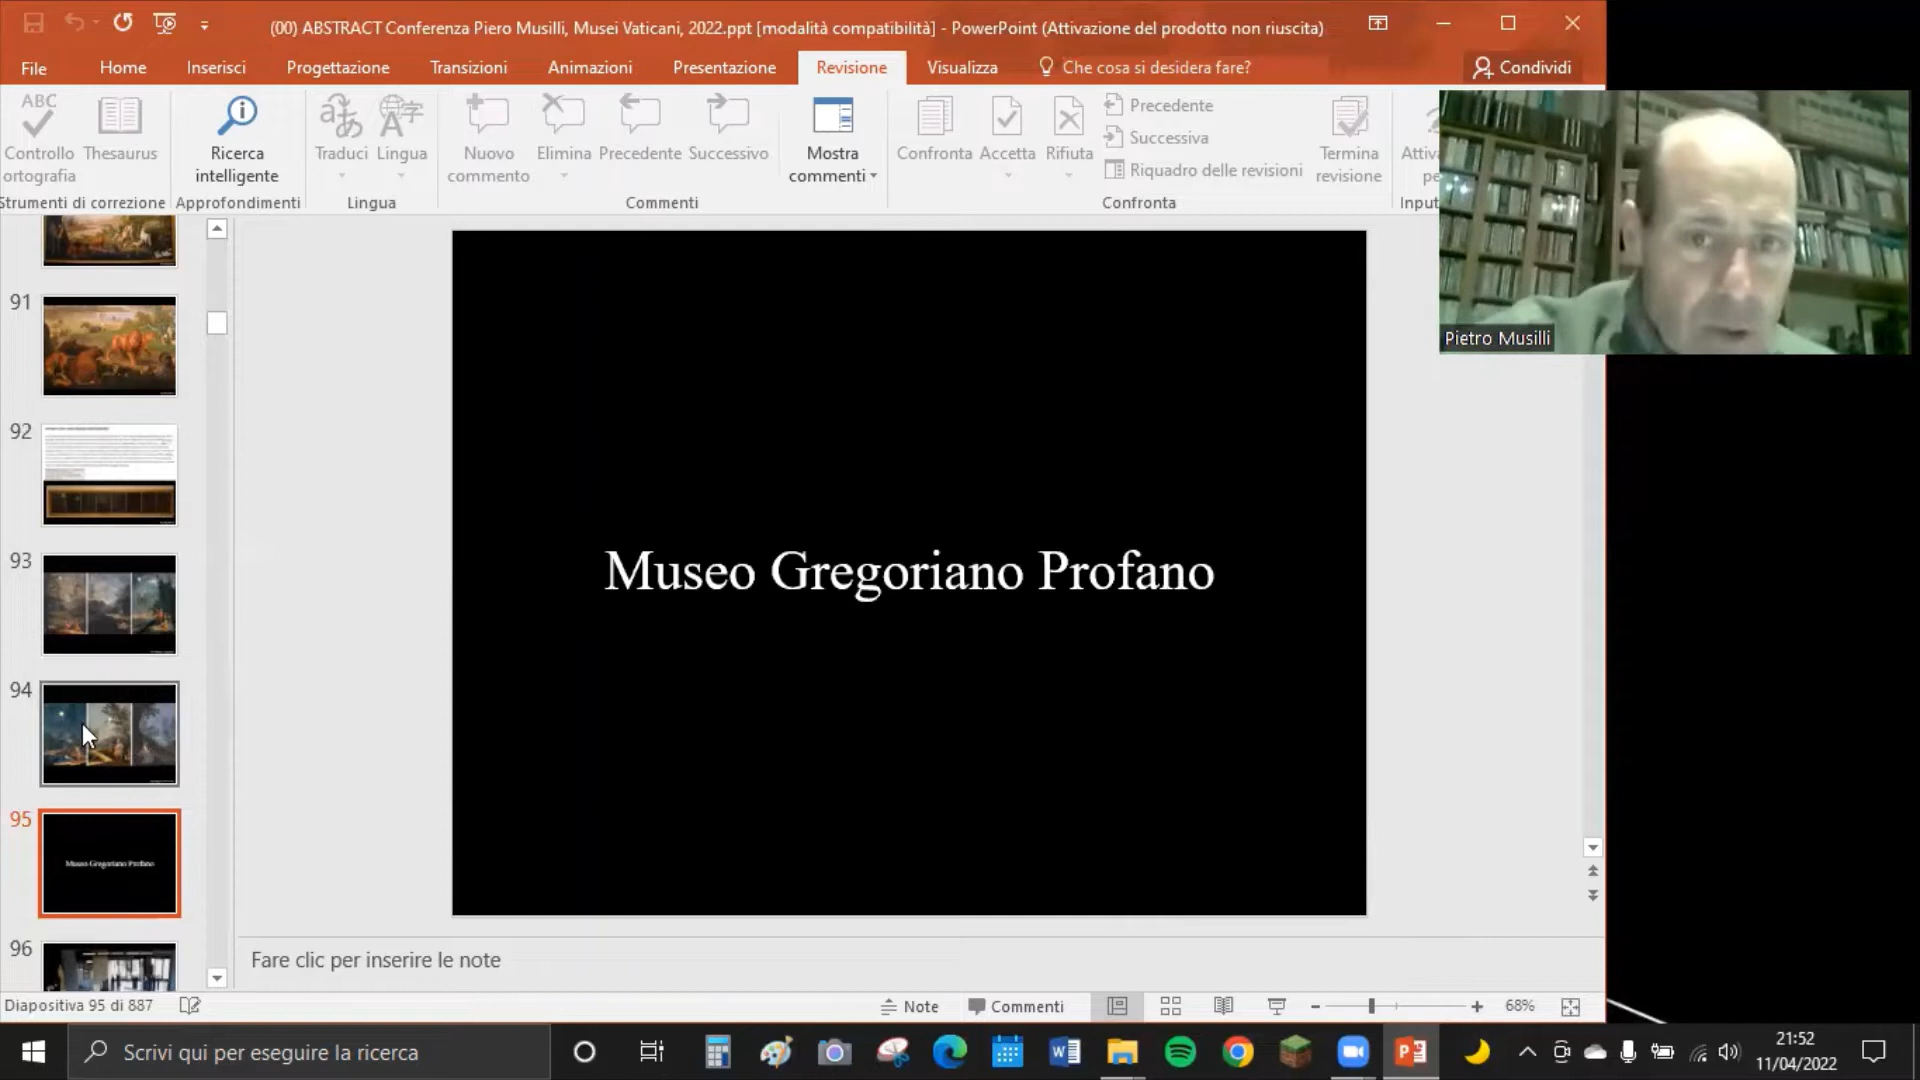 (00) ABSTRACT Conferenza Piero Musilli, Musei Vaticani, 2022.ppt [modalità compatibilità] - PowerPoint (Attivazione del prodotto non riuscita)
File Home Inserisci Progettazione Transizioni Animazioni Presentazione Revisione Visualizza Che cosa si desidera fare? Condividi
ABC
Controllo ortografia
Thesaurus
Ricerca intelligente
Traduci
Lingua
Nuovo commento
Elimina
Precedente
Successivo
Mostra commenti
Confronta
Accetta
Rifiuta
Precedente
Successiva
Riquadro delle revisioni
Termina revisione
Strumenti di correzione Approfondimenti Lingua Commenti Confronta
Pietro Musilli
91
92
93
94
95
Museo Gregoriano Profano
96
Museo Gregoriano Profano
Fare clic per inserire le note
Diapositiva 95 di 887 Note Commenti 68%
Scrivi qui per eseguire la ricerca
21:52
11/04/2022